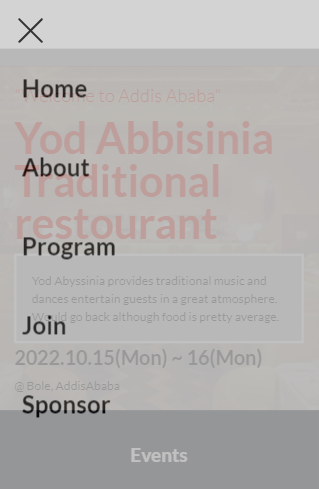 Home
"Welcome to Addis Ababa"
Yod Abbisinia
About
Traditional
restourant
Program
Yod Abyssinia provides traditional music and
dances entertain guests in a great atmosphere.
Would go back although food is pretty average.
Join
2022.10.15(Mon) ~ 16(Mon)
@ Bole, AddisAbaba
Sponsor
Events